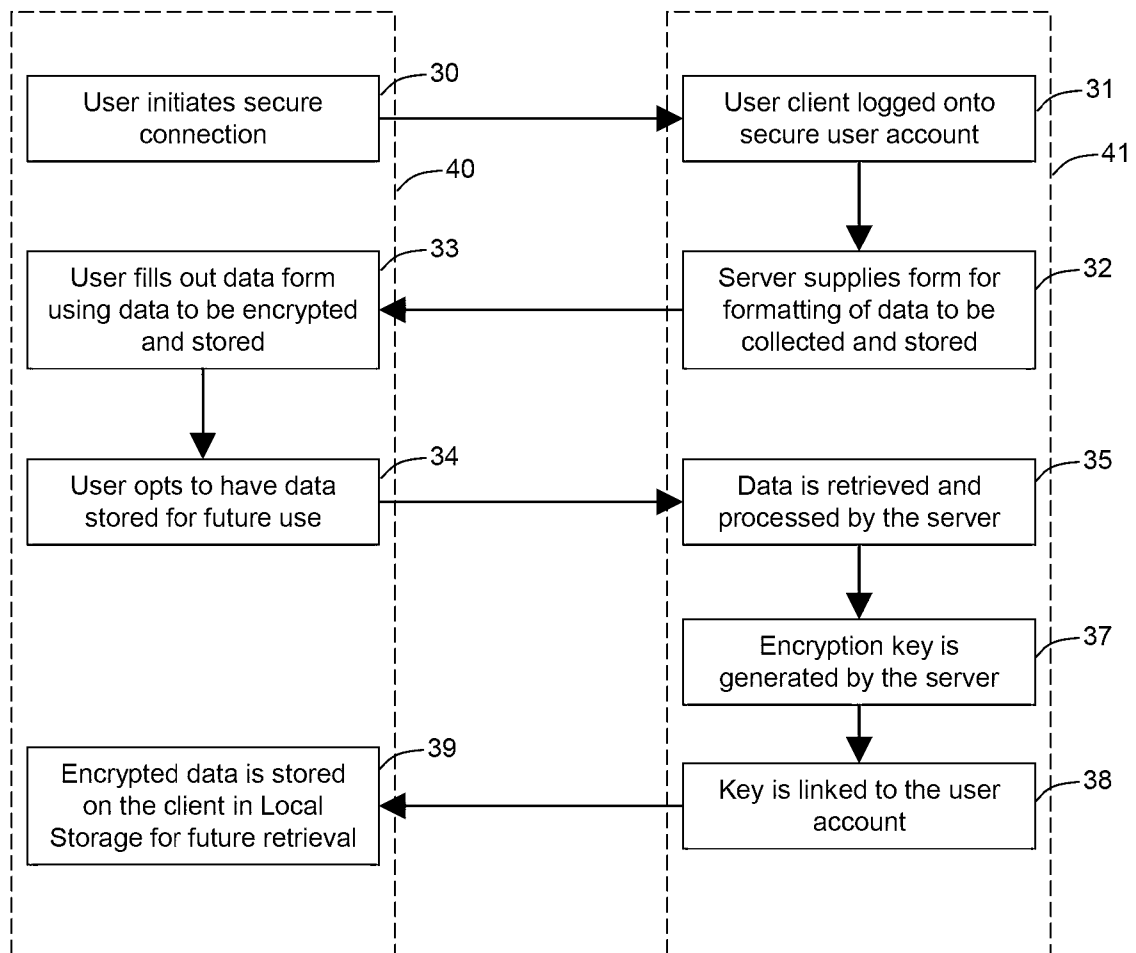 30
User initiates secure
connection
31
User client logged onto
secure user account
40
41
33
User fills out data form
using data to be encrypted
and stored
32
Server supplies form for
formatting of data to be
collected and stored
34
User opts to have data
stored for future use
35
Data is retrieved and
processed by the server
37
Encryption key is
generated by the server
39
Encrypted data is stored
on the client in Local
Storage for future retrieval
38
Key is linked to the user
account